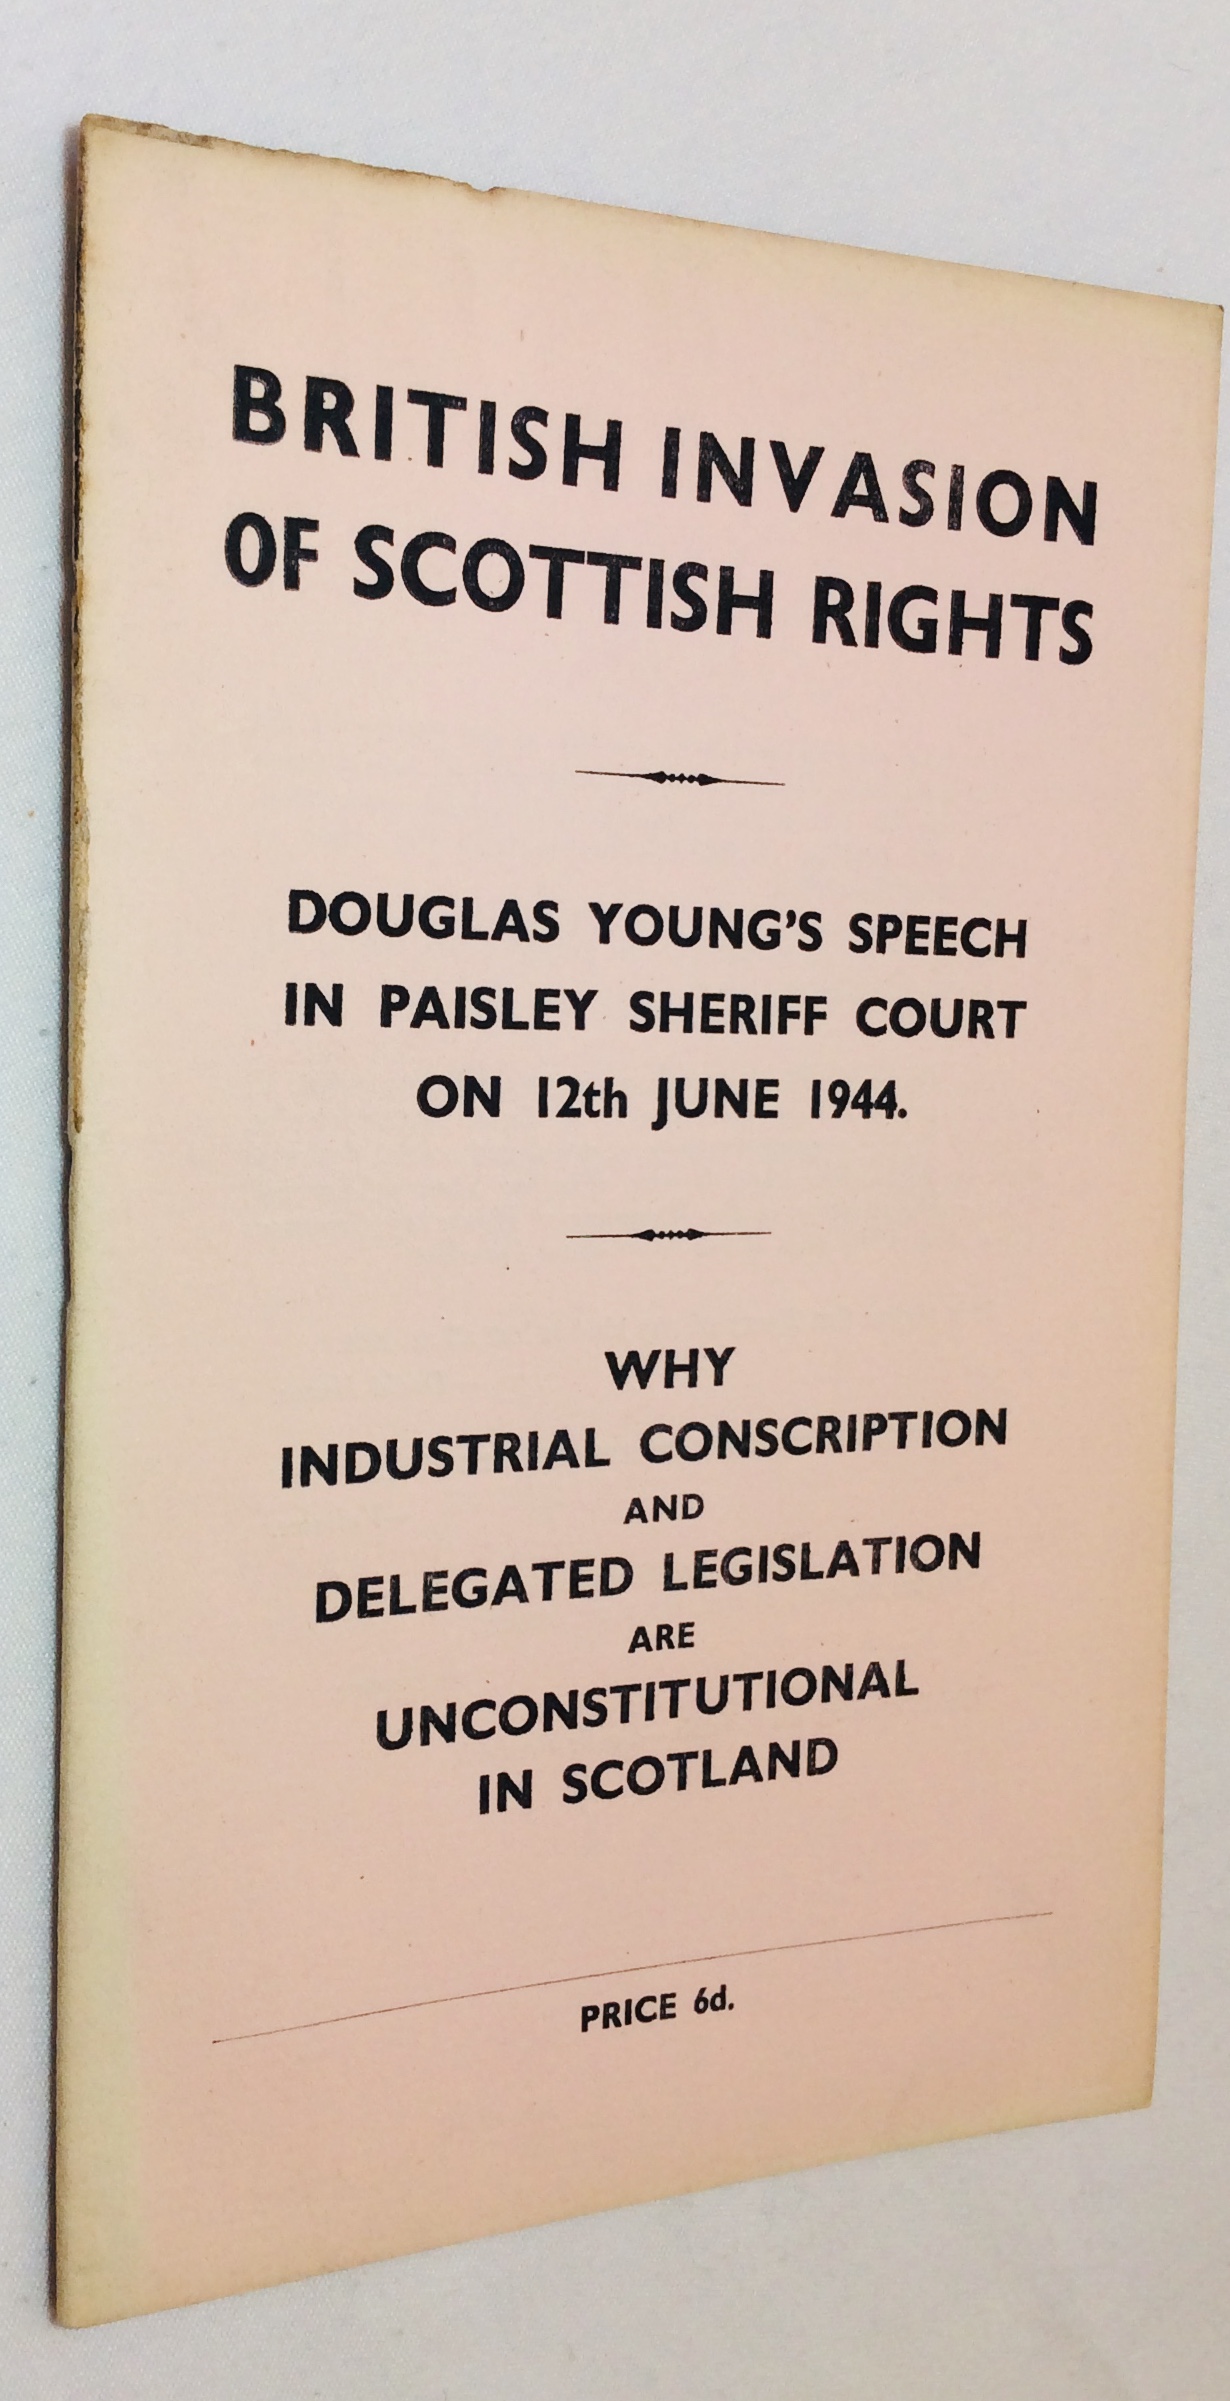 BRITISH INVASION
OF SCOTTISH RIGHTS
DOUGLAS YOUNG'S SPEECH
IN PAISLEY SHERIFF COURT
ON 12th JUNE 1944.
WHY
INDUSTRIAL CONSCRIPTION
AND
DELEGATED LEGISLATION
ARE
UNCONSTITUTIONAL
IN SCOTLAND
PRICE 6d.